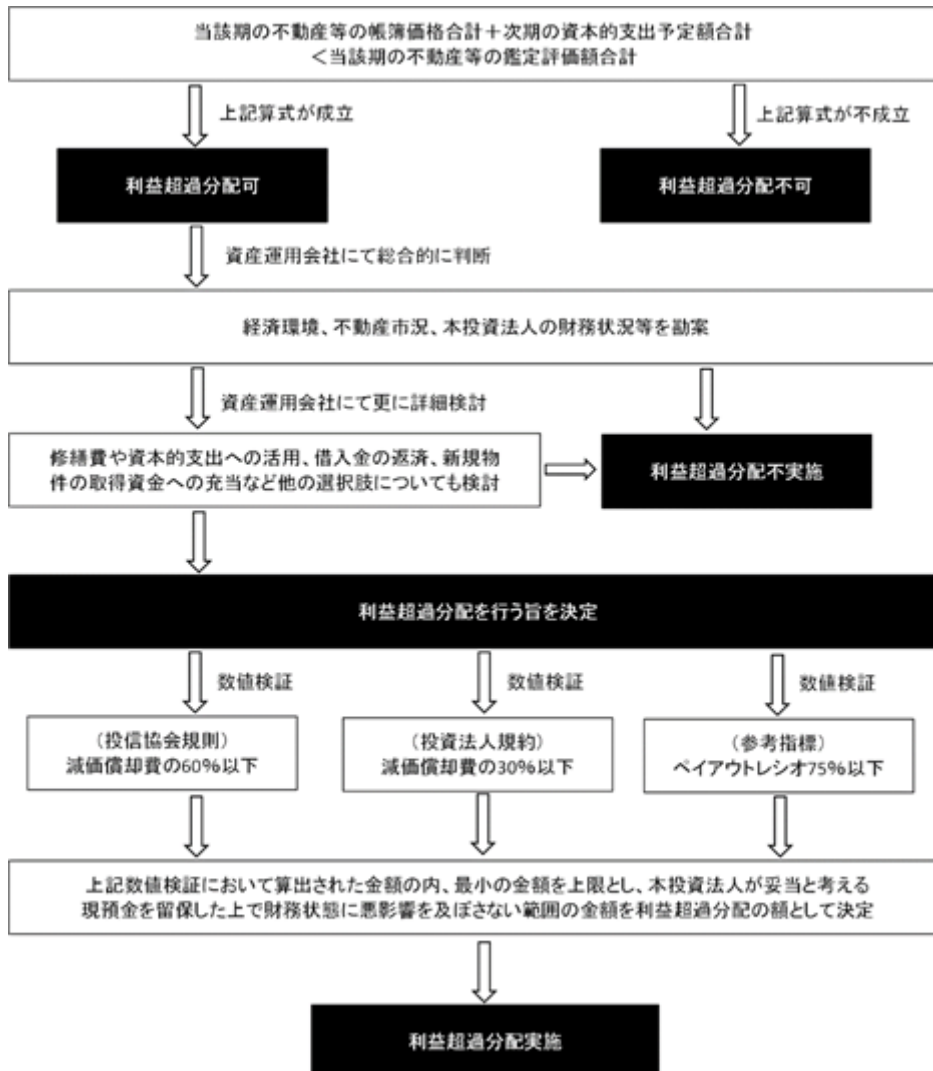 当該期の不動産等の帳簿価格合計＋次期の資本的支出予定額合計
＜当該期の不動産等の鑑定評価額合計
上記算式が成立
上記算式が不成立
利益超過分配可
利益超過分配不可
資産運用会社にて総合的に判断
経済環境、不動産市況、本投資法人の財務状況等を勘案
資産運用会社にて更に詳細検討
修繕費や資本的支出への活用、借入金の返済、新規物
件の取得資金への充当など他の選択肢についても検討
利益超過分配不実施
利益超過分配を行う旨を決定
数値検証
数値検証
数値検証
（投信協会規則）
減価償却費の60%以下
（投資法人規約）
減価償却費の30%以下
（参考指標）
ペイアウトレシオ75%以下
上記数値検証において算出された金額の内、最小の金額を上限とし、本投資法人が妥当と考える
現預金を留保した上で財務状態に悪影響を及ぼさない範囲の金額を利益超過分配の額として決定
利益超過分配実施